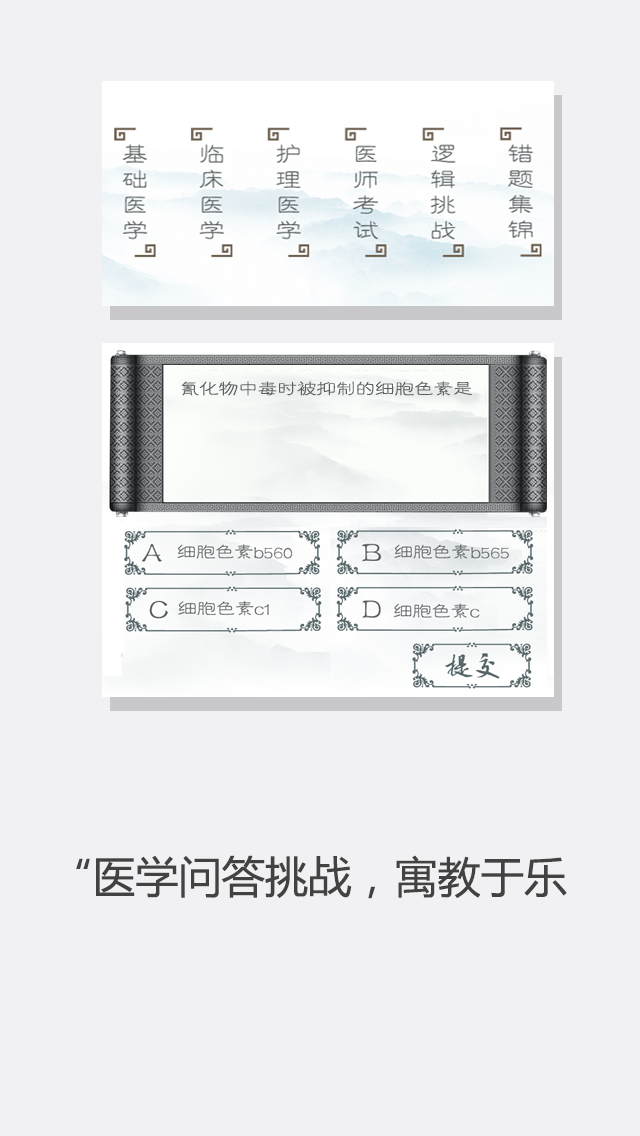 基础医学
临床医学
护理医学
医师考试
逻辑挑战
错题集锦
氰化物中毒时被抑制的细胞色素是
A 细胞色素b560
B 细胞色素b565
C 细胞色素c1
D 细胞色素c
提交
“医学问答挑战，寓教于乐